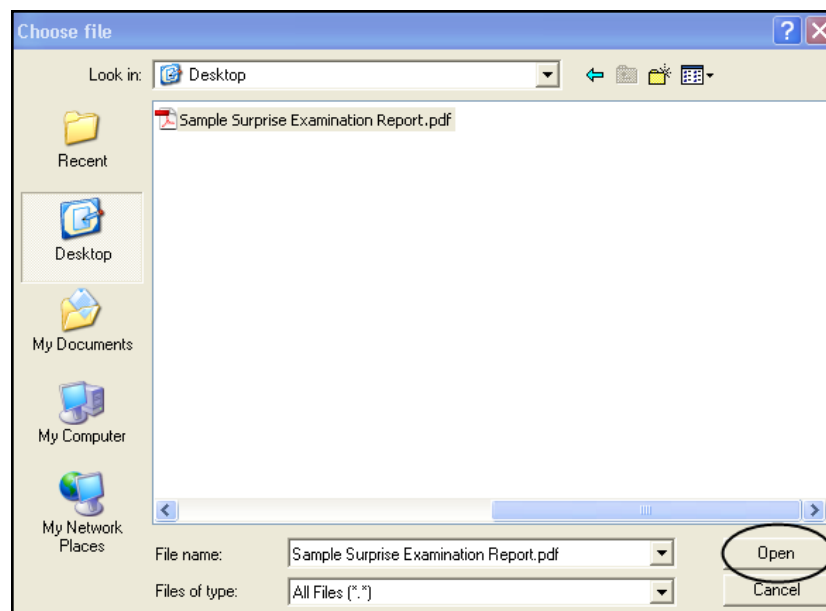 Choose file
Look in: Desktop
Sample Surprise Examination Report.pdf
Recent
Desktop
My Documents
My Computer
My Network
Places
File name: Sample Surprise Examination Report.pdf Open
Files of type: All Files (*.*) Cancel